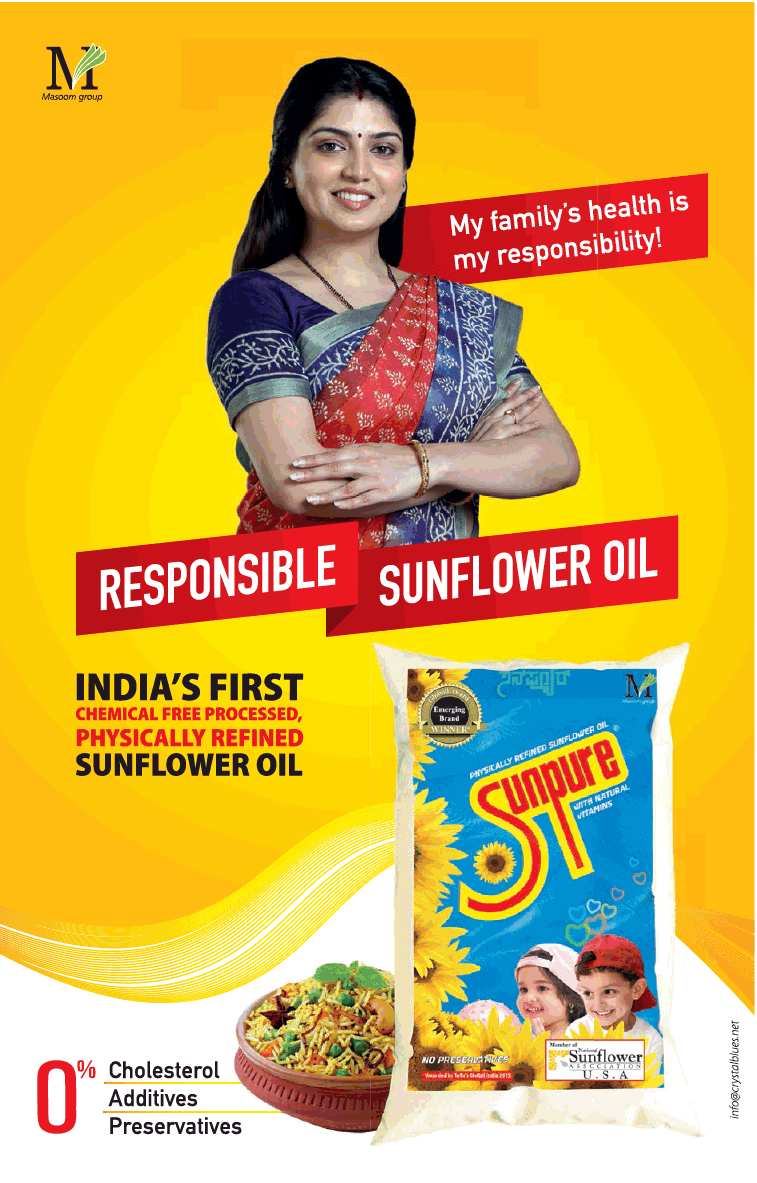 M
Masoom group
My family's health is
my responsibility!
RESPONSIBLE
SUNFLOWER OIL
INDIA'S FIRST
CHEMICAL FREE PROCESSED,
PHYSICALLY REFINED
SUNFLOWER OIL
ಸನ್‌ಪ್ಯೂರ್
M
Masoom group
Emerging
Brand
WINNER
PHYSICALLY REFINED SUNFLOWER OIL
Sunpure®
WITH NATURAL
VITAMINS
NO PRESERVATIVES
Member of
National
Sunflower
ASSOCIATION
U.S.A
0% Cholesterol
Additives
Preservatives
info@crystalblues.net